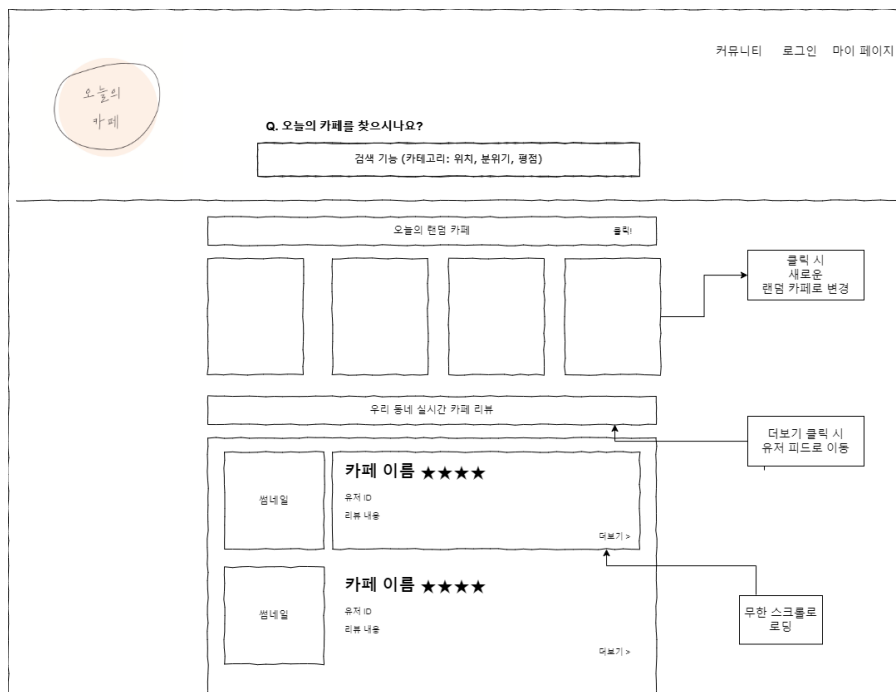 커뮤니티 로그인 마이 페이지
오늘의
카페
Q. 오늘의 카페를 찾으시나요?
검색 기능 (카테고리: 위치, 분위기, 평점)
오늘의 랜덤 카페 클릭!
클릭 시
새로운
랜덤 카페로 변경
우리 동네 실시간 카페 리뷰
더보기 클릭 시
유저 피드로 이동
썸네일
카페 이름 ★★★★
유저 ID
리뷰 내용
더보기 >
무한 스크롤로
로딩
썸네일
카페 이름 ★★★★
유저 ID
리뷰 내용
더보기 >